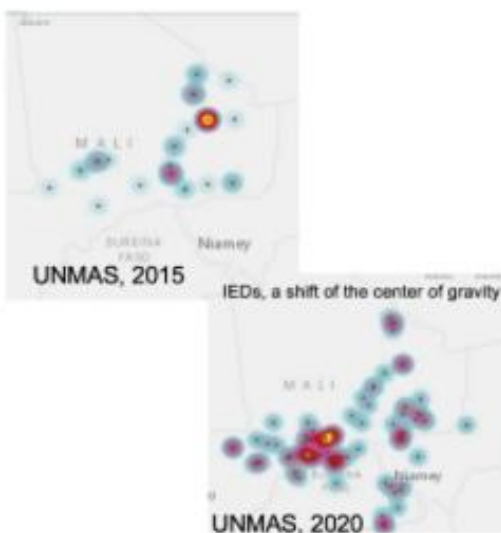 MALI
BURKINA
FASO
Niamey
UNMAS, 2015
IEDs, a shift of the center of gravity
MALI
Niamey
UNMAS, 2020